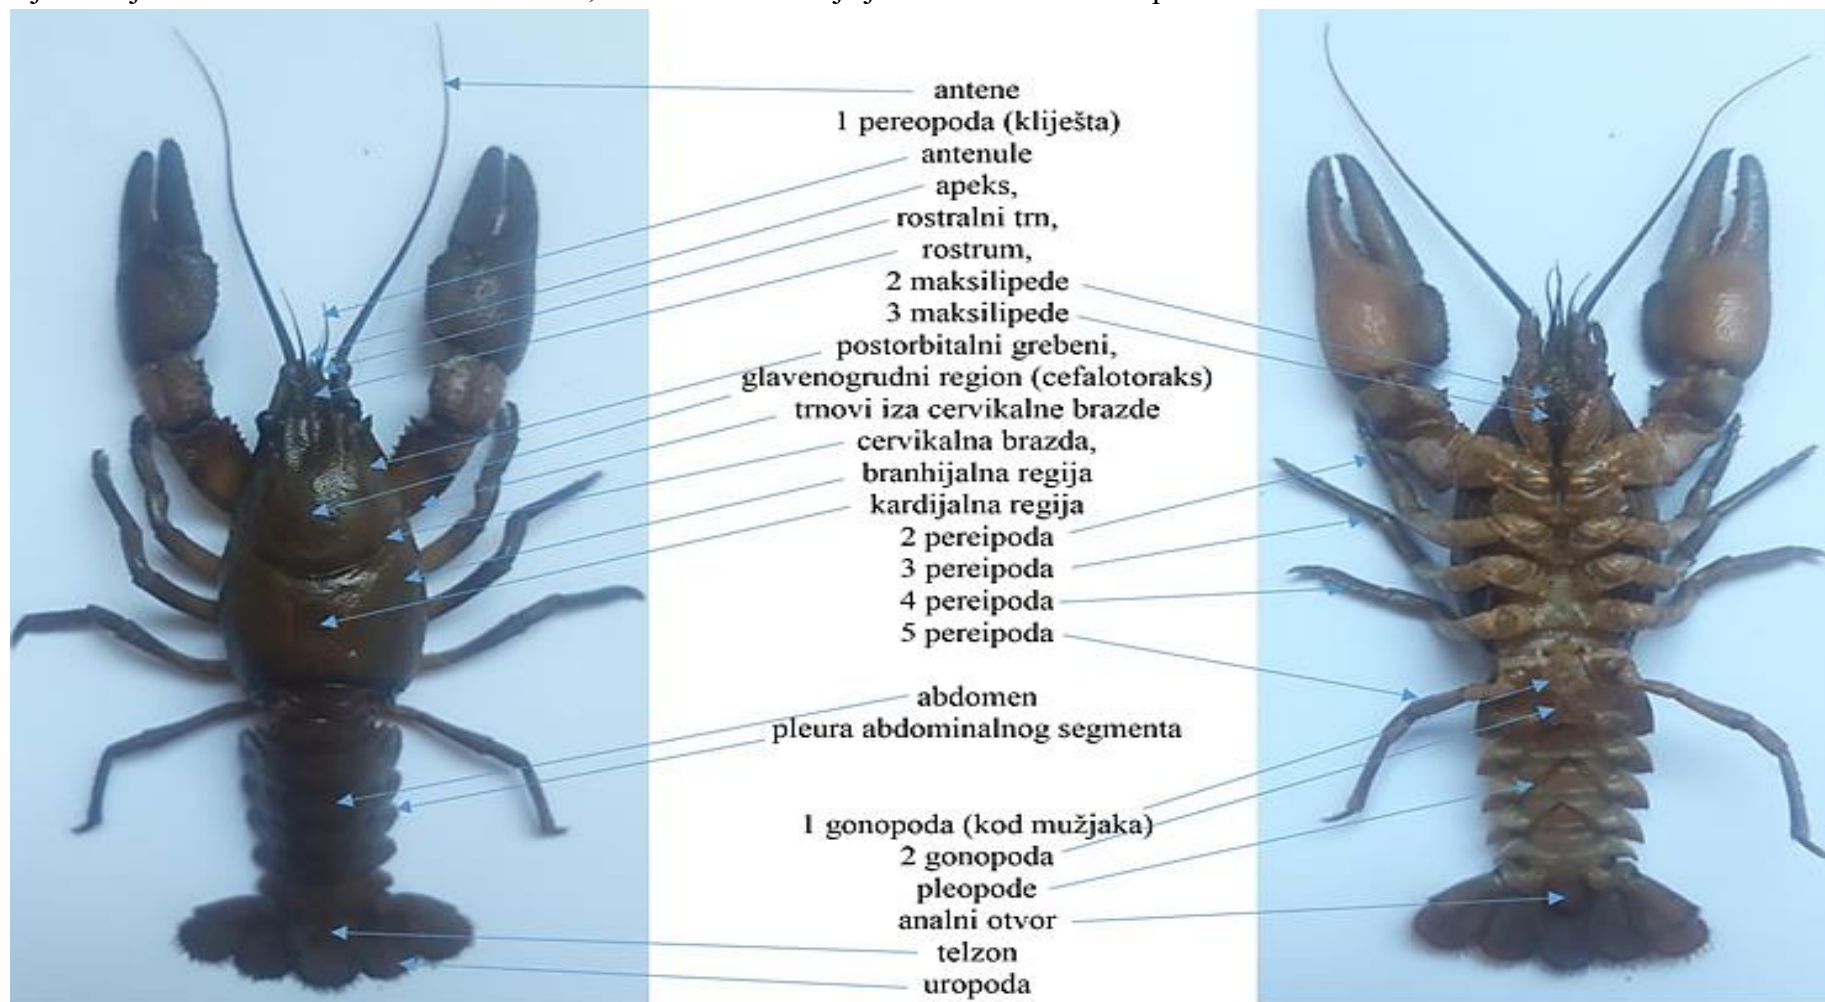 antene
1 pereopoda (kliješta)
antenule
apeks,
rostralni trn,
rostrum,
2 maksilipede
3 maksilipede
postorbitalni grebeni,
glavenogrudni region (cefalotoraks)
trnovi iza cervikalne brazde
cervikalna brazda,
branhijalna regija
kardijalna regija
2 pereipoda
3 pereipoda
4 pereipoda
5 pereipoda
abdomen
pleura abdominalnog segmenta
1 gonopoda (kod mužjaka)
2 gonopoda
pleopode
analni otvor
telzon
uropoda